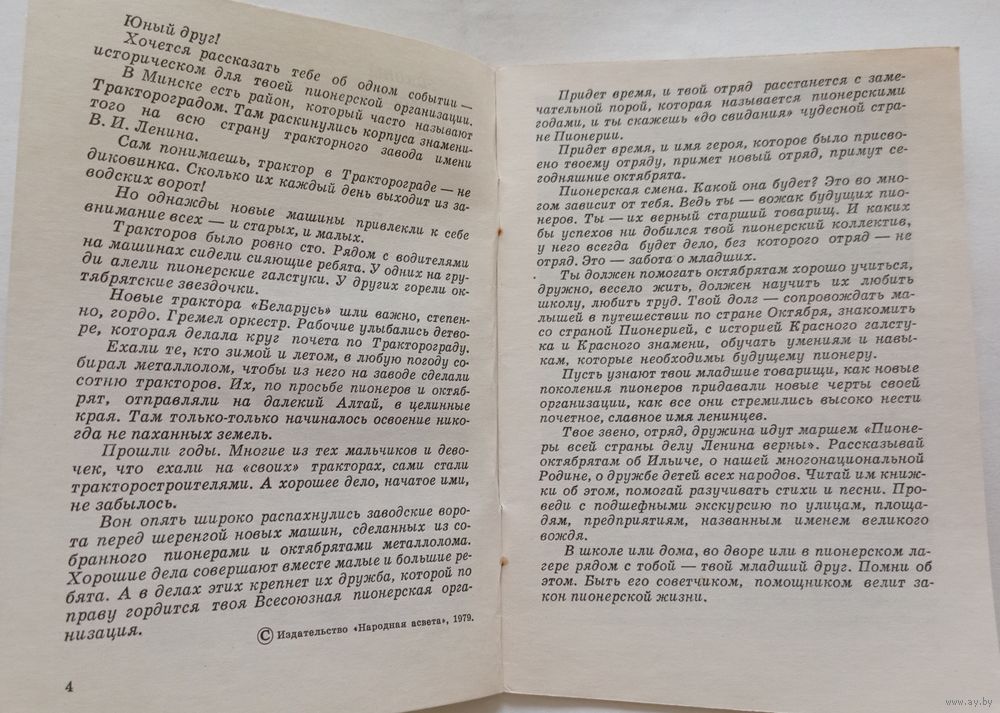 Юный друг!
Хочется рассказать тебе об одном событии —
историческом для твоей пионерской организации.
В Минске есть район, который часто называют
Трактороградом. Там раскинулись корпуса знамени-
того на всю страну тракторного завода имени
В. И. Ленина.
Сам понимаешь, трактор в Трактрограде — не
диковинка. Сколько их каждый день выходит из за-
водских ворот!
Но однажды новые машины привлекли к себе
внимание всех — и старых, и малых.
Тракторов было ровно сто. Рядом с водителями
на машинах сидели сияющие ребята. У одних на гру-
ди алели пионерские галстуки. У других горели ок-
тябрятские звездочки.
Новые трактора «Беларусь» шли важно, степен-
но, гордо. Гремел оркестр. Рабочие улыбались детво-
ре, которая делала круг почета по Трактрограду.
Ехали те, кто зимой и летом, в любую погоду со-
бирал металлолом, чтобы из него на заводе сделали
сотню тракторов. Их, по просьбе пионеров и октяб-
рят, отправляли на далекий Алтай, в целинные
края. Там только-только начиналось освоение нико-
гда не паханных земель.
Прошли годы. Многие из тех мальчиков и дево-
чек, что ехали на «своих» тракторах, сами стали
тракторостроителями. А хорошее дело, начатое ими,
не забылось.
Вон опять широко распахнулись заводские воро-
та перед шеренгой новых машин, сделанных из со-
бранного пионерами и октябрятами металлолома.
Хорошие дела совершают вместе малые и большие ре-
бята. А в делах этих крепнет их дружба, которой по
праву гордится твоя Всесоюзная пионерская орга-
низация.
© Издательство «Народная асвета», 1979.
4
Придет время, и твой отряд расстанется с заме-
чательной порой, которая называется пионерскими
годами, и ты скажешь «до свидания» чудесной стра-
не Пионерии.
Придет время, и имя героя, которое было присво-
ено твоему отряду, примет новый отряд, примут се-
годняшние октябрята.
Пионерская смена. Какой она будет? Это во мно-
гом зависит от тебя. Ведь ты — вожак будущих пио-
неров. Ты — их верный старший товарищ. И каких
бы успехов ни добился твой пионерский коллектив,
у него всегда будет дело, без которого отряд — не
отряд. Это — забота о младших.
Ты должен помогать октябрятам хорошо учиться,
дружно, весело жить, должен научить их любить
школу, любить труд. Твой долг — сопровождать ма-
лышей в путешествии по стране Октября, знакомить
со страной Пионерией, с историей Красного галсту-
ка и Красного знамени, обучать умениям и навы-
кам, которые необходимы будущему пионеру.
Пусть узнают твои младшие товарищи, как новые
поколения пионеров придавали новые черты своей
организации, как все они стремились высоко нести
почетное, славное имя ленинцев.
Твое звено, отряд, дружина идут маршем «Пионе-
ры всей страны делу Ленина верны». Рассказывай
октябрятам об Ильиче, о нашей многонациональной
Родине, о дружбе детей всех народов. Читай им книж-
ки об этом, помогай разучивать стихи и песни. Про-
веди с подшефными экскурсию по улицам, площа-
дям, предприятиям, названным именем великого
вождя.
В школе или дома, во дворе или в пионерском ла-
гере рядом с тобой — твой младший друг. Помни об
этом. Быть его советчиком, помощником велит за-
кон пионерской жизни.
www.ay.by